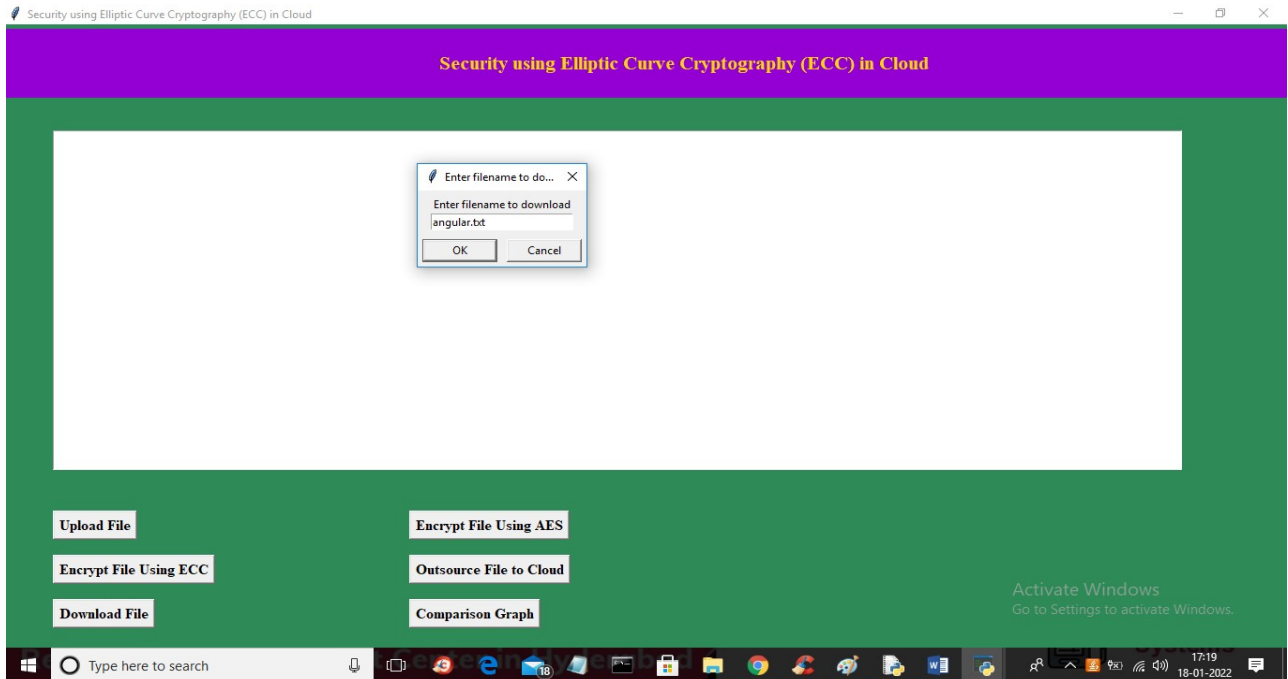 Security using Elliptic Curve Cryptography (ECC) in Cloud
Security using Elliptic Curve Cryptography (ECC) in Cloud
Enter filename to do...
Enter filename to download
angular.txt
OK Cancel
Upload File Encrypt File Using AES
Encrypt File Using ECC Outsource File to Cloud
Download File Comparison Graph
Activate Windows
Go to Settings to activate Windows.
Type here to search
18
17:19
18-01-2022